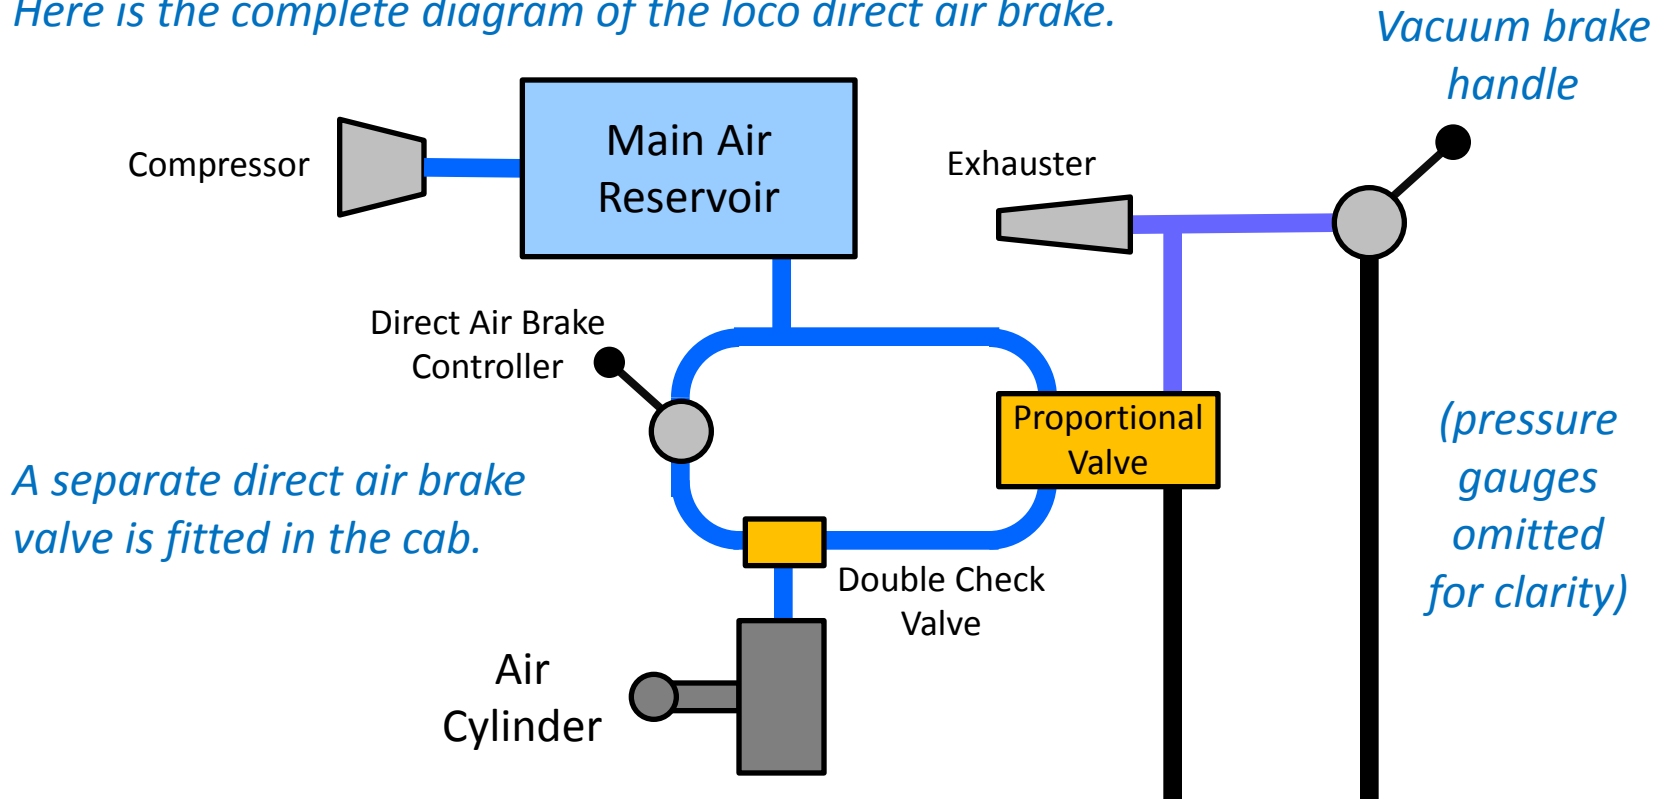 Here is the complete diagram of the loco direct air brake.
Vacuum brake
handle
Main Air
Reservoir
Compressor
Exhauster
Direct Air Brake
Controller
Proportional
Valve
(pressure
gauges
omitted
for clarity)
A separate direct air brake
valve is fitted in the cab.
Double Check
Valve
Air
Cylinder